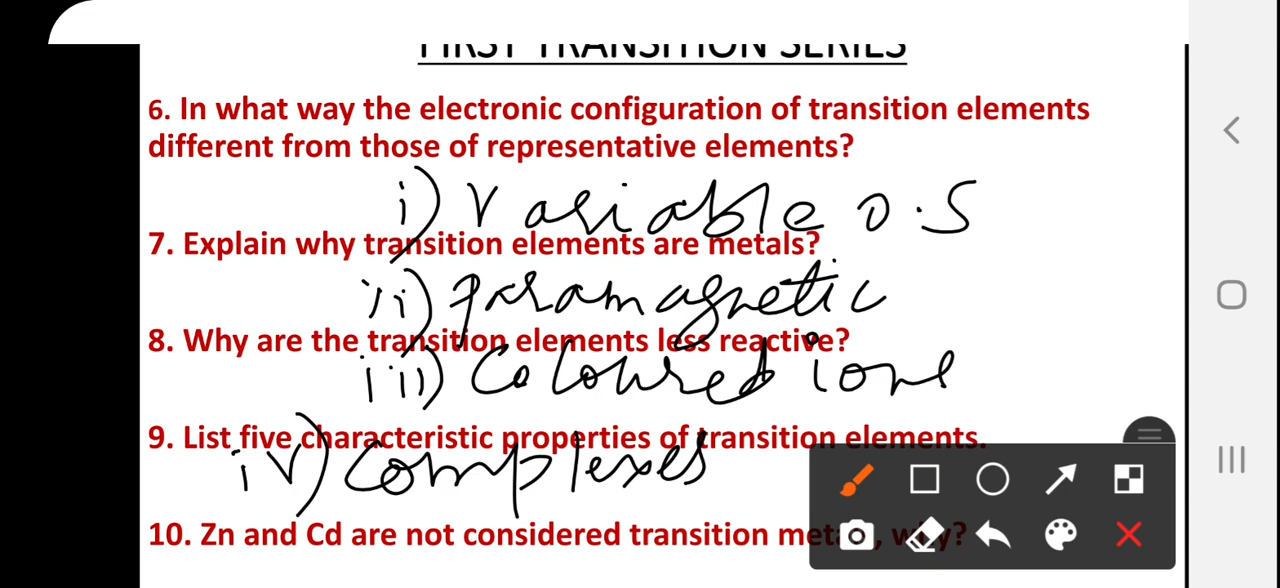 FIRST TRANSITION SERIES
6. In what way the electronic configuration of transition elements
different from those of representative elements?
i) Variable O.S
7. Explain why transition elements are metals?
ii) paramagnetic
8. Why are the transition elements less reactive?
iii) Coloured ions
9. List five characteristic properties of transition elements.
iv) Complexes
10. Zn and Cd are not considered transition metals, why?